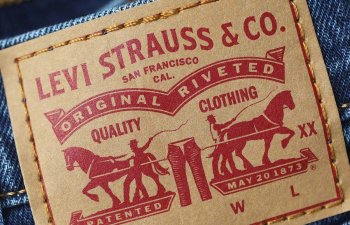 LEVI STRAUSS & CO.
SAN FRANCISCO
CAL.
ORIGINAL RIVETED
QUALITY CLOTHING
XX
PATENTED MAY 20 1873
W L